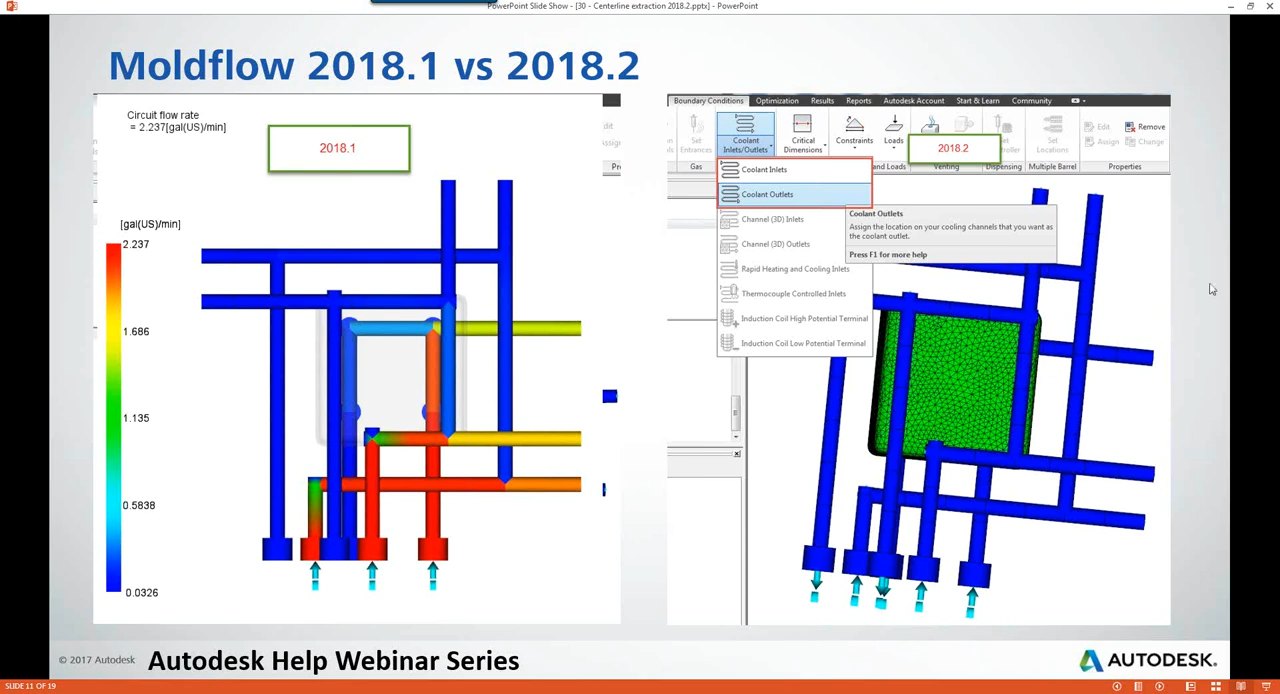 PowerPoint Slide Show - [30 - Centerline extraction 2018.2.pptx] - PowerPoint
Moldflow 2018.1 vs 2018.2
Circuit flow rate
= 2.237[gal(US)/min]
2018.1
[gal(US)/min]
2.237
1.686
1.135
0.5838
0.0326
Boundary Conditions Optimization Results Reports Autodesk Account Start & Learn Community
Set Entrances
Coolant Inlets/Outlets
Critical Dimensions
Constraints
Loads
2018.2
Set Locations
Edit
Remove
Assign
Change
Gas
and Loads
Venting
Dispensing
Multiple Barrel
Properties
Coolant Inlets
Coolant Outlets
Channel (3D) Inlets
Channel (3D) Outlets
Rapid Heating and Cooling Inlets
Thermocouple Controlled Inlets
Induction Coil High Potential Terminal
Induction Coil Low Potential Terminal
Coolant Outlets
Assign the location on your cooling channels that you want as
the coolant outlet.
Press F1 for more help
© 2017 Autodesk
Autodesk Help Webinar Series
AUTODESK.
SLIDE 11 OF 19